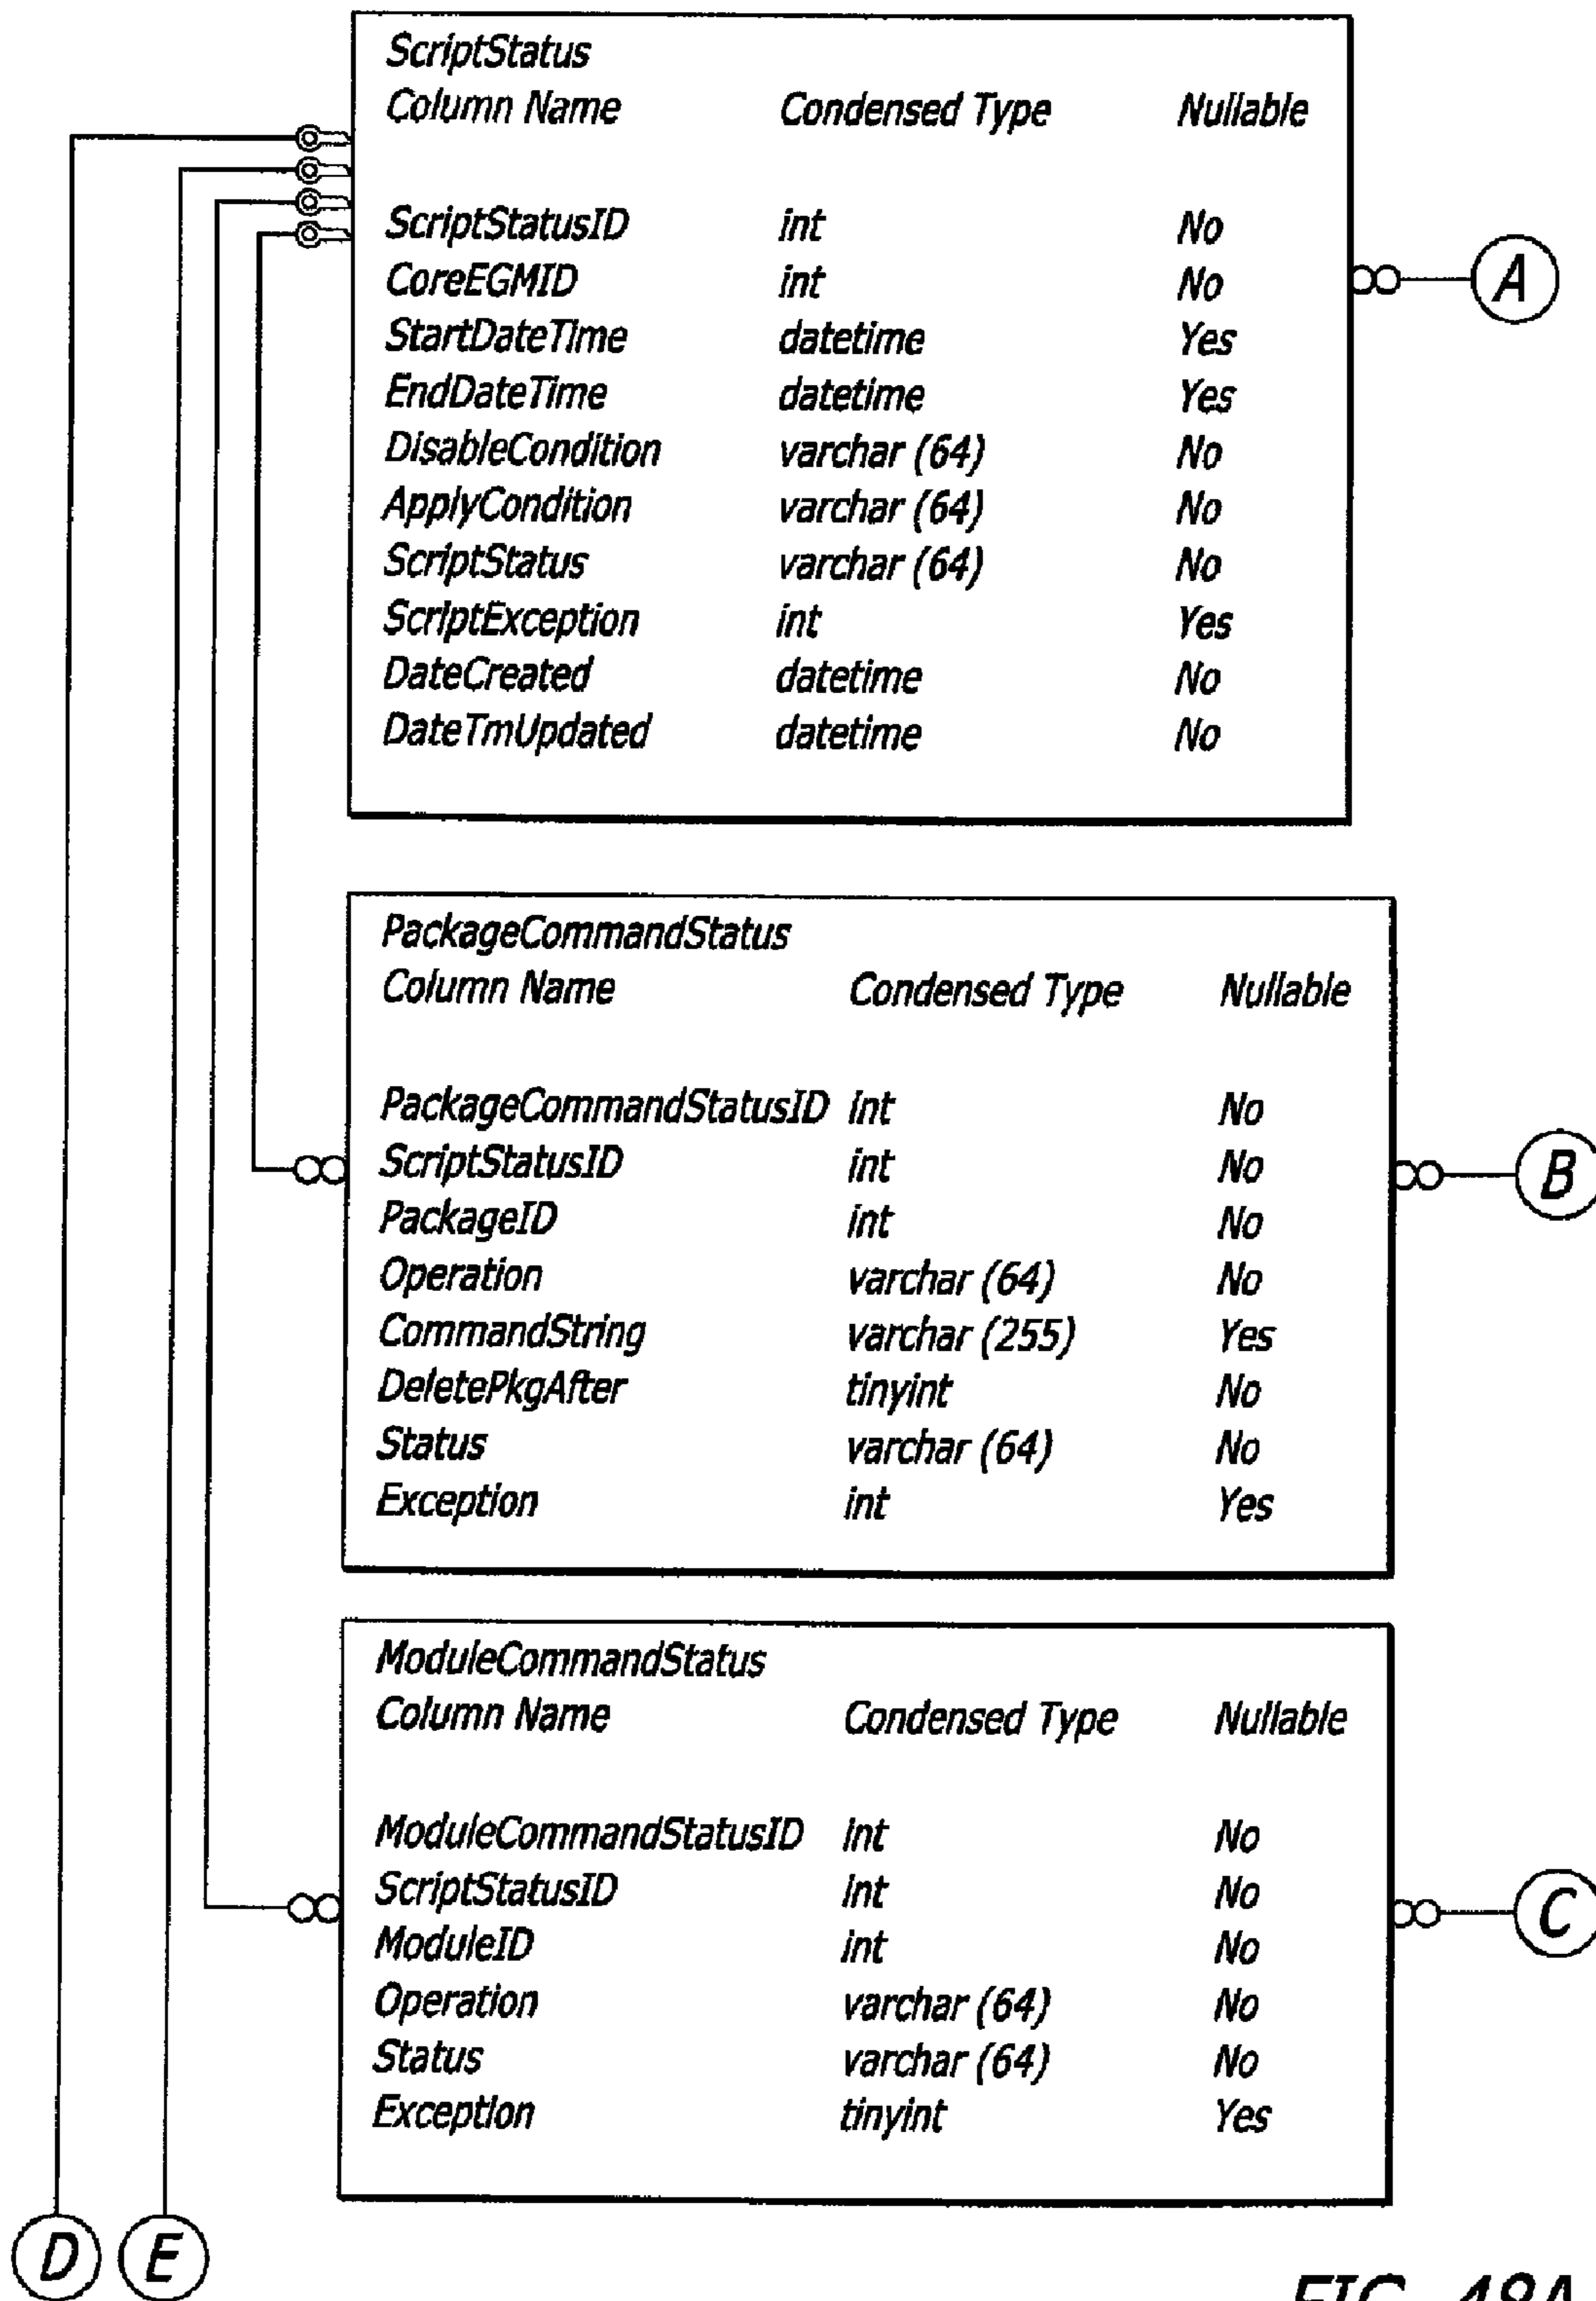 ScriptStatus
Column Name Condensed Type Nullable
ScriptStatusID int No
CoreEGMID int No
A
StartDateTime datetime Yes
EndDateTime datetime Yes
DisableCondition varchar (64) No
ApplyCondition varchar (64) No
ScriptStatus varchar (64) No
ScriptException int Yes
DateCreated datetime No
DateTmUpdated datetime No
PackageCommandStatus
Column Name Condensed Type Nullable
PackageCommandStatusID int No
ScriptStatusID int No
B
PackageID int No
Operation varchar (64) No
CommandString varchar (255) Yes
DeletePkgAfter tinyint No
Status varchar (64) No
Exception int Yes
ModuleCommandStatus
Column Name Condensed Type Nullable
ModuleCommandStatusID int No
ScriptStatusID int No
C
ModuleID int No
Operation varchar (64) No
Status varchar (64) No
Exception tinyint Yes
D E
FIG. 48A